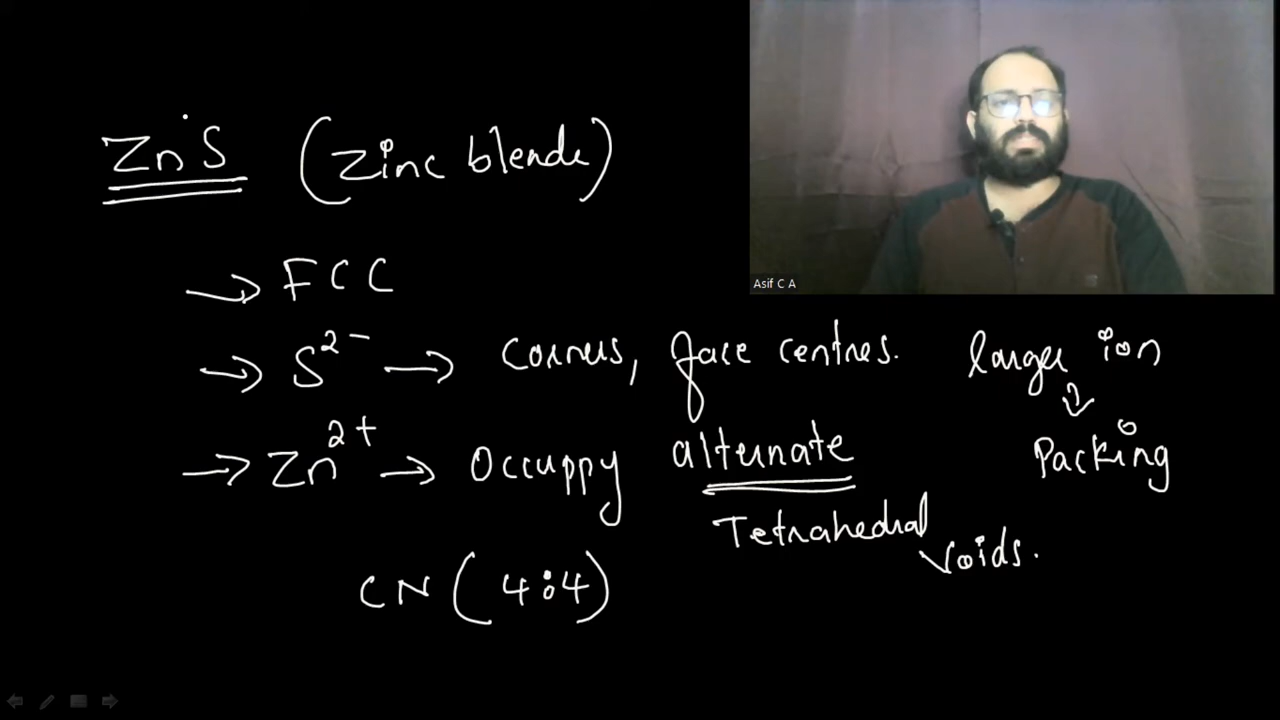 ZnS (Zinc blende)
Asif C A
→ FCC
→ S²⁻ → Corners, face centres. larger ion
⇓
→ Zn²⁺ → Occuppy alternate Packing
Tetrahedral
voids.
CN (4:4)